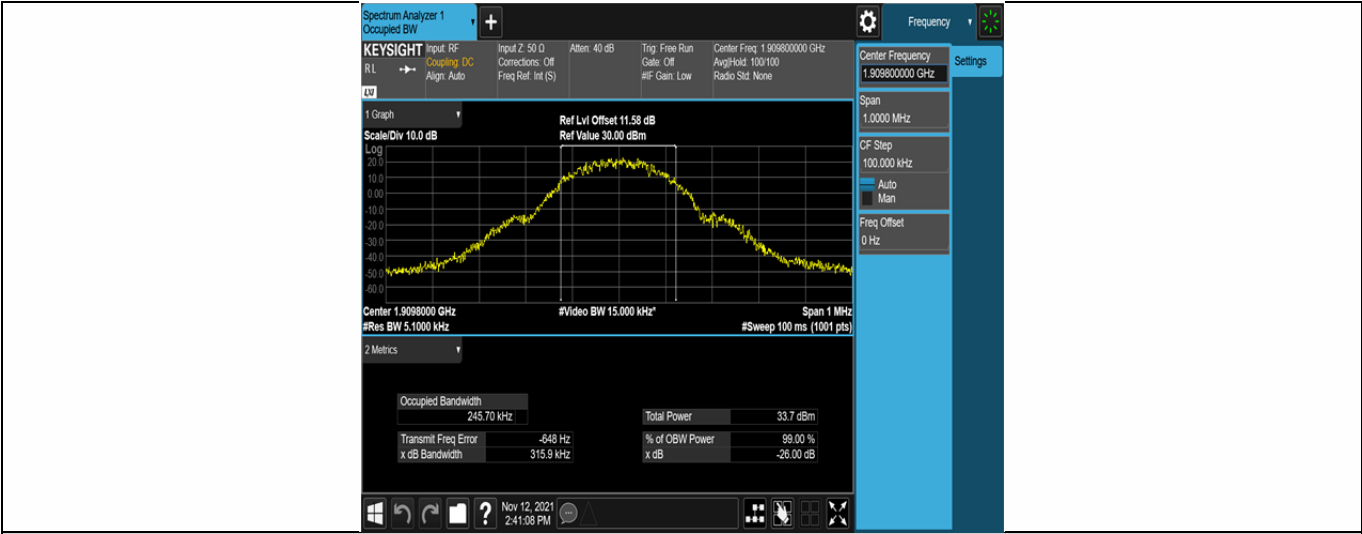 Spectrum Analyzer 1
Occupied BW
Frequency
KEYSIGHT
R L
LXI
Input: RF
Coupling: DC
Align: Auto
Input Z: 50 Ω
Corrections: Off
Freq Ref: Int (S)
Atten: 40 dB
Trig: Free Run
Gate: Off
#IF Gain: Low
Center Freq: 1.909800000 GHz
Avg|Hold: 100/100
Radio Std: None
Center Frequency
1.909800000 GHz
Settings
Span
1.0000 MHz
CF Step
100.000 kHz
Auto
Man
Freq Offset
0 Hz
1 Graph
Ref Lvl Offset 11.58 dB
Scale/Div 10.0 dB
Ref Value 30.00 dBm
Log
20.0
10.0
0.00
-10.0
-20.0
-30.0
-40.0
-50.0
-60.0
Center 1.9098000 GHz
#Video BW 15.000 kHz*
Span 1 MHz
#Res BW 5.1000 kHz
#Sweep 100 ms (1001 pts)
2 Metrics
Occupied Bandwidth
245.70 kHz
Total Power
33.7 dBm
Transmit Freq Error
-648 Hz
% of OBW Power
99.00 %
x dB Bandwidth
315.9 kHz
x dB
-26.00 dB
?
Nov 12, 2021
2:41:08 PM